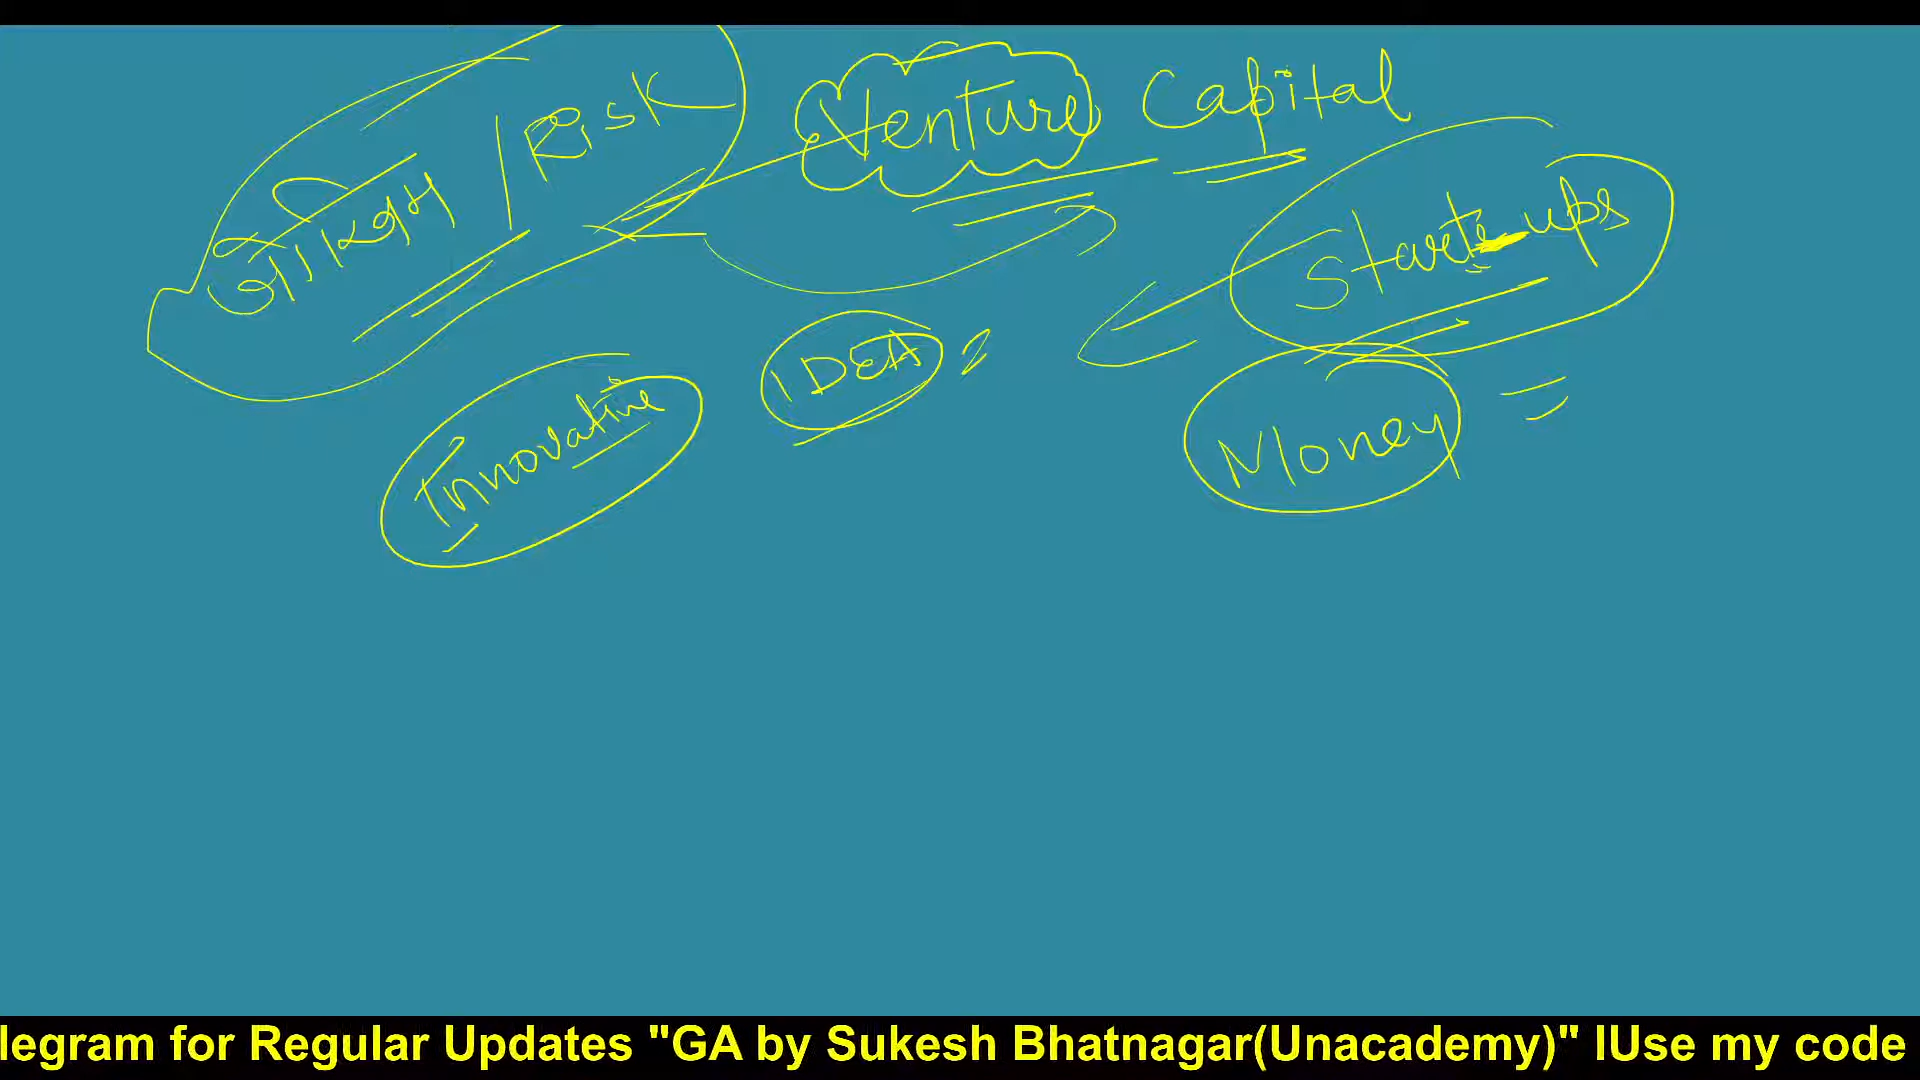 Venture Capital
जोखिम / Risk
Start-ups
IDEA
Innovative
Money =
legram for Regular Updates "GA by Sukesh Bhatnagar(Unacademy)" lUse my code